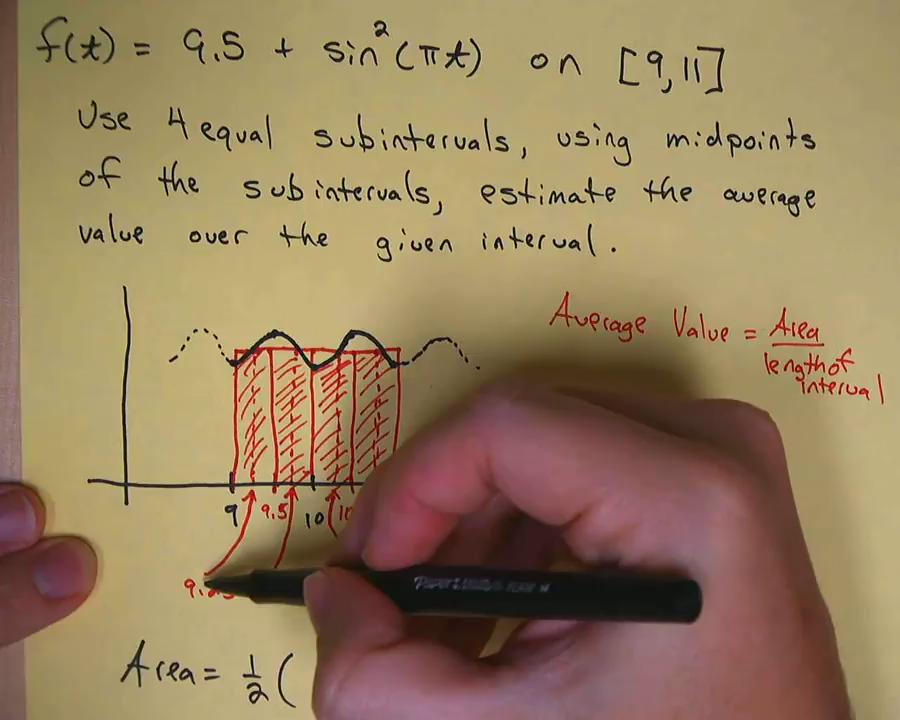 f(t) = 9.5 + sin²(πt) on [9,11]
Use 4 equal subintervals, using midpoints
of the subintervals, estimate the average
value over the given interval.
Average Value = Area
length of
interval
9 9.5 10
Area = 1/2 (